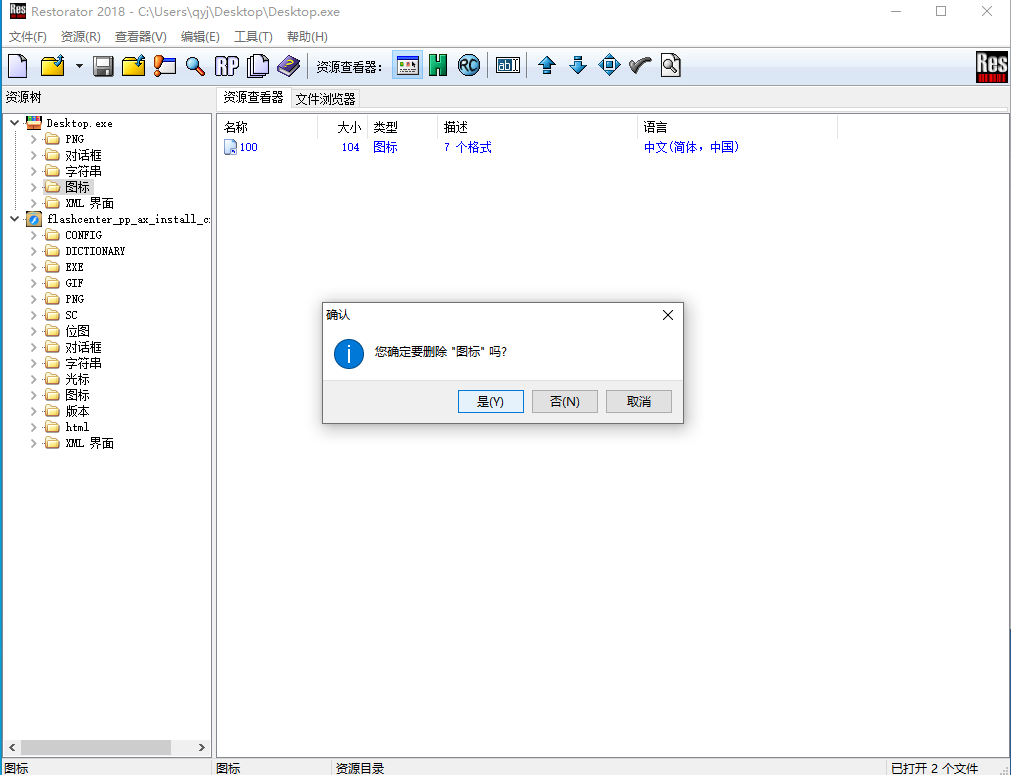 Res Restorator 2018 - C:\Users\qyj\Desktop\Desktop.exe
文件(F) 资源(R) 查看器(V) 编辑(E) 工具(T) 帮助(H)
RP 资源查看器: H RC ab Res
资源树 资源查看器 文件浏览器
名称 大小 类型 描述 语言
100 104 图标 7 个格式 中文(简体，中国)
Desktop.exe
PNG
对话框
字符串
图标
XML 界面
flashcenter_pp_ax_install_c
CONFIG
DICTIONARY
EXE
GIF
PNG
SC
位图
对话框
字符串
光标
图标
版本
html
XML 界面
确认
您确定要删除 "图标" 吗?
是(Y) 否(N) 取消
图标 图标 资源目录 已打开 2 个文件